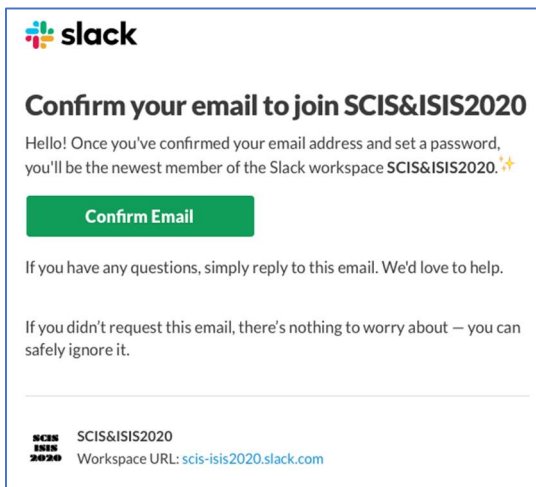 slack
Confirm your email to join SCIS&ISIS2020
Hello! Once you've confirmed your email address and set a password,
you'll be the newest member of the Slack workspace SCIS&ISIS2020.✨
Confirm Email
If you have any questions, simply reply to this email. We'd love to help.
If you didn’t request this email, there's nothing to worry about — you can
safely ignore it.
SCIS
ISIS
2020
SCIS&ISIS2020
Workspace URL: scis-isis2020.slack.com